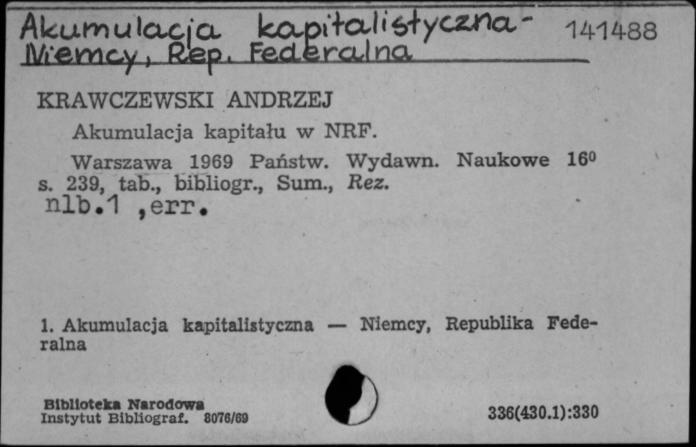 Akumulacja kapitalistyczna - 141488
Niemcy, Rep. Federalna
KRAWCZEWSKI ANDRZEJ
Akumulacja kapitału w NRF.
Warszawa 1969 Państw. Wydawn. Naukowe 16⁰
s. 239, tab., bibliogr., Sum., Rez.
nlb.1 ,err.
1. Akumulacja kapitalistyczna — Niemcy, Republika Fede-
ralna
Biblioteka Narodowa
Instytut Bibliograf. 8076/69 336(430.1):330